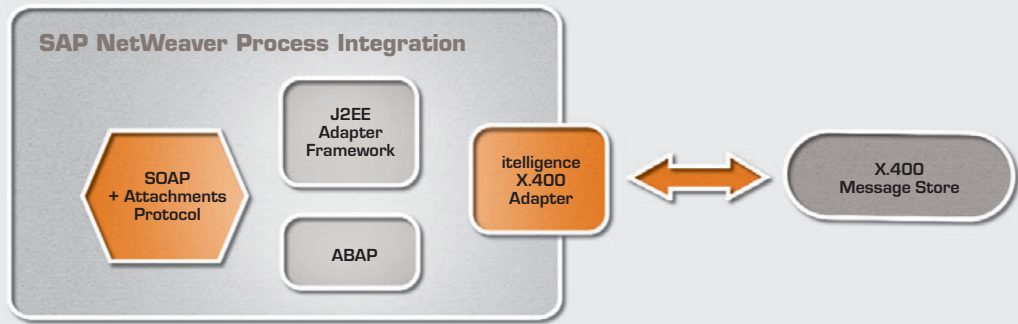 SAP NetWeaver Process Integration
J2EE
Adapter
Framework
SOAP
+ Attachments
Protocol
ABAP
itelligence
X.400
Adapter
X.400
Message Store